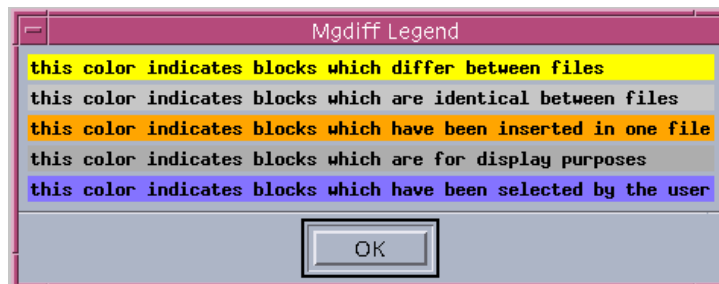 Mgdiff Legend
this color indicates blocks which differ between files
this color indicates blocks which are identical between files
this color indicates blocks which have been inserted in one file
this color indicates blocks which are for display purposes
this color indicates blocks which have been selected by the user
OK